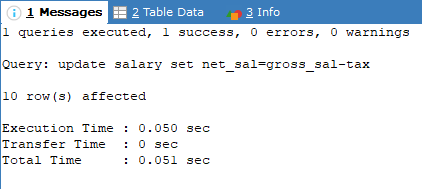 1 Messages 2 Table Data 3 Info
1 queries executed, 1 success, 0 errors, 0 warnings
Query: update salary set net_sal=gross_sal-tax
10 row(s) affected
Execution Time : 0.050 sec
Transfer Time  : 0 sec
Total Time     : 0.051 sec